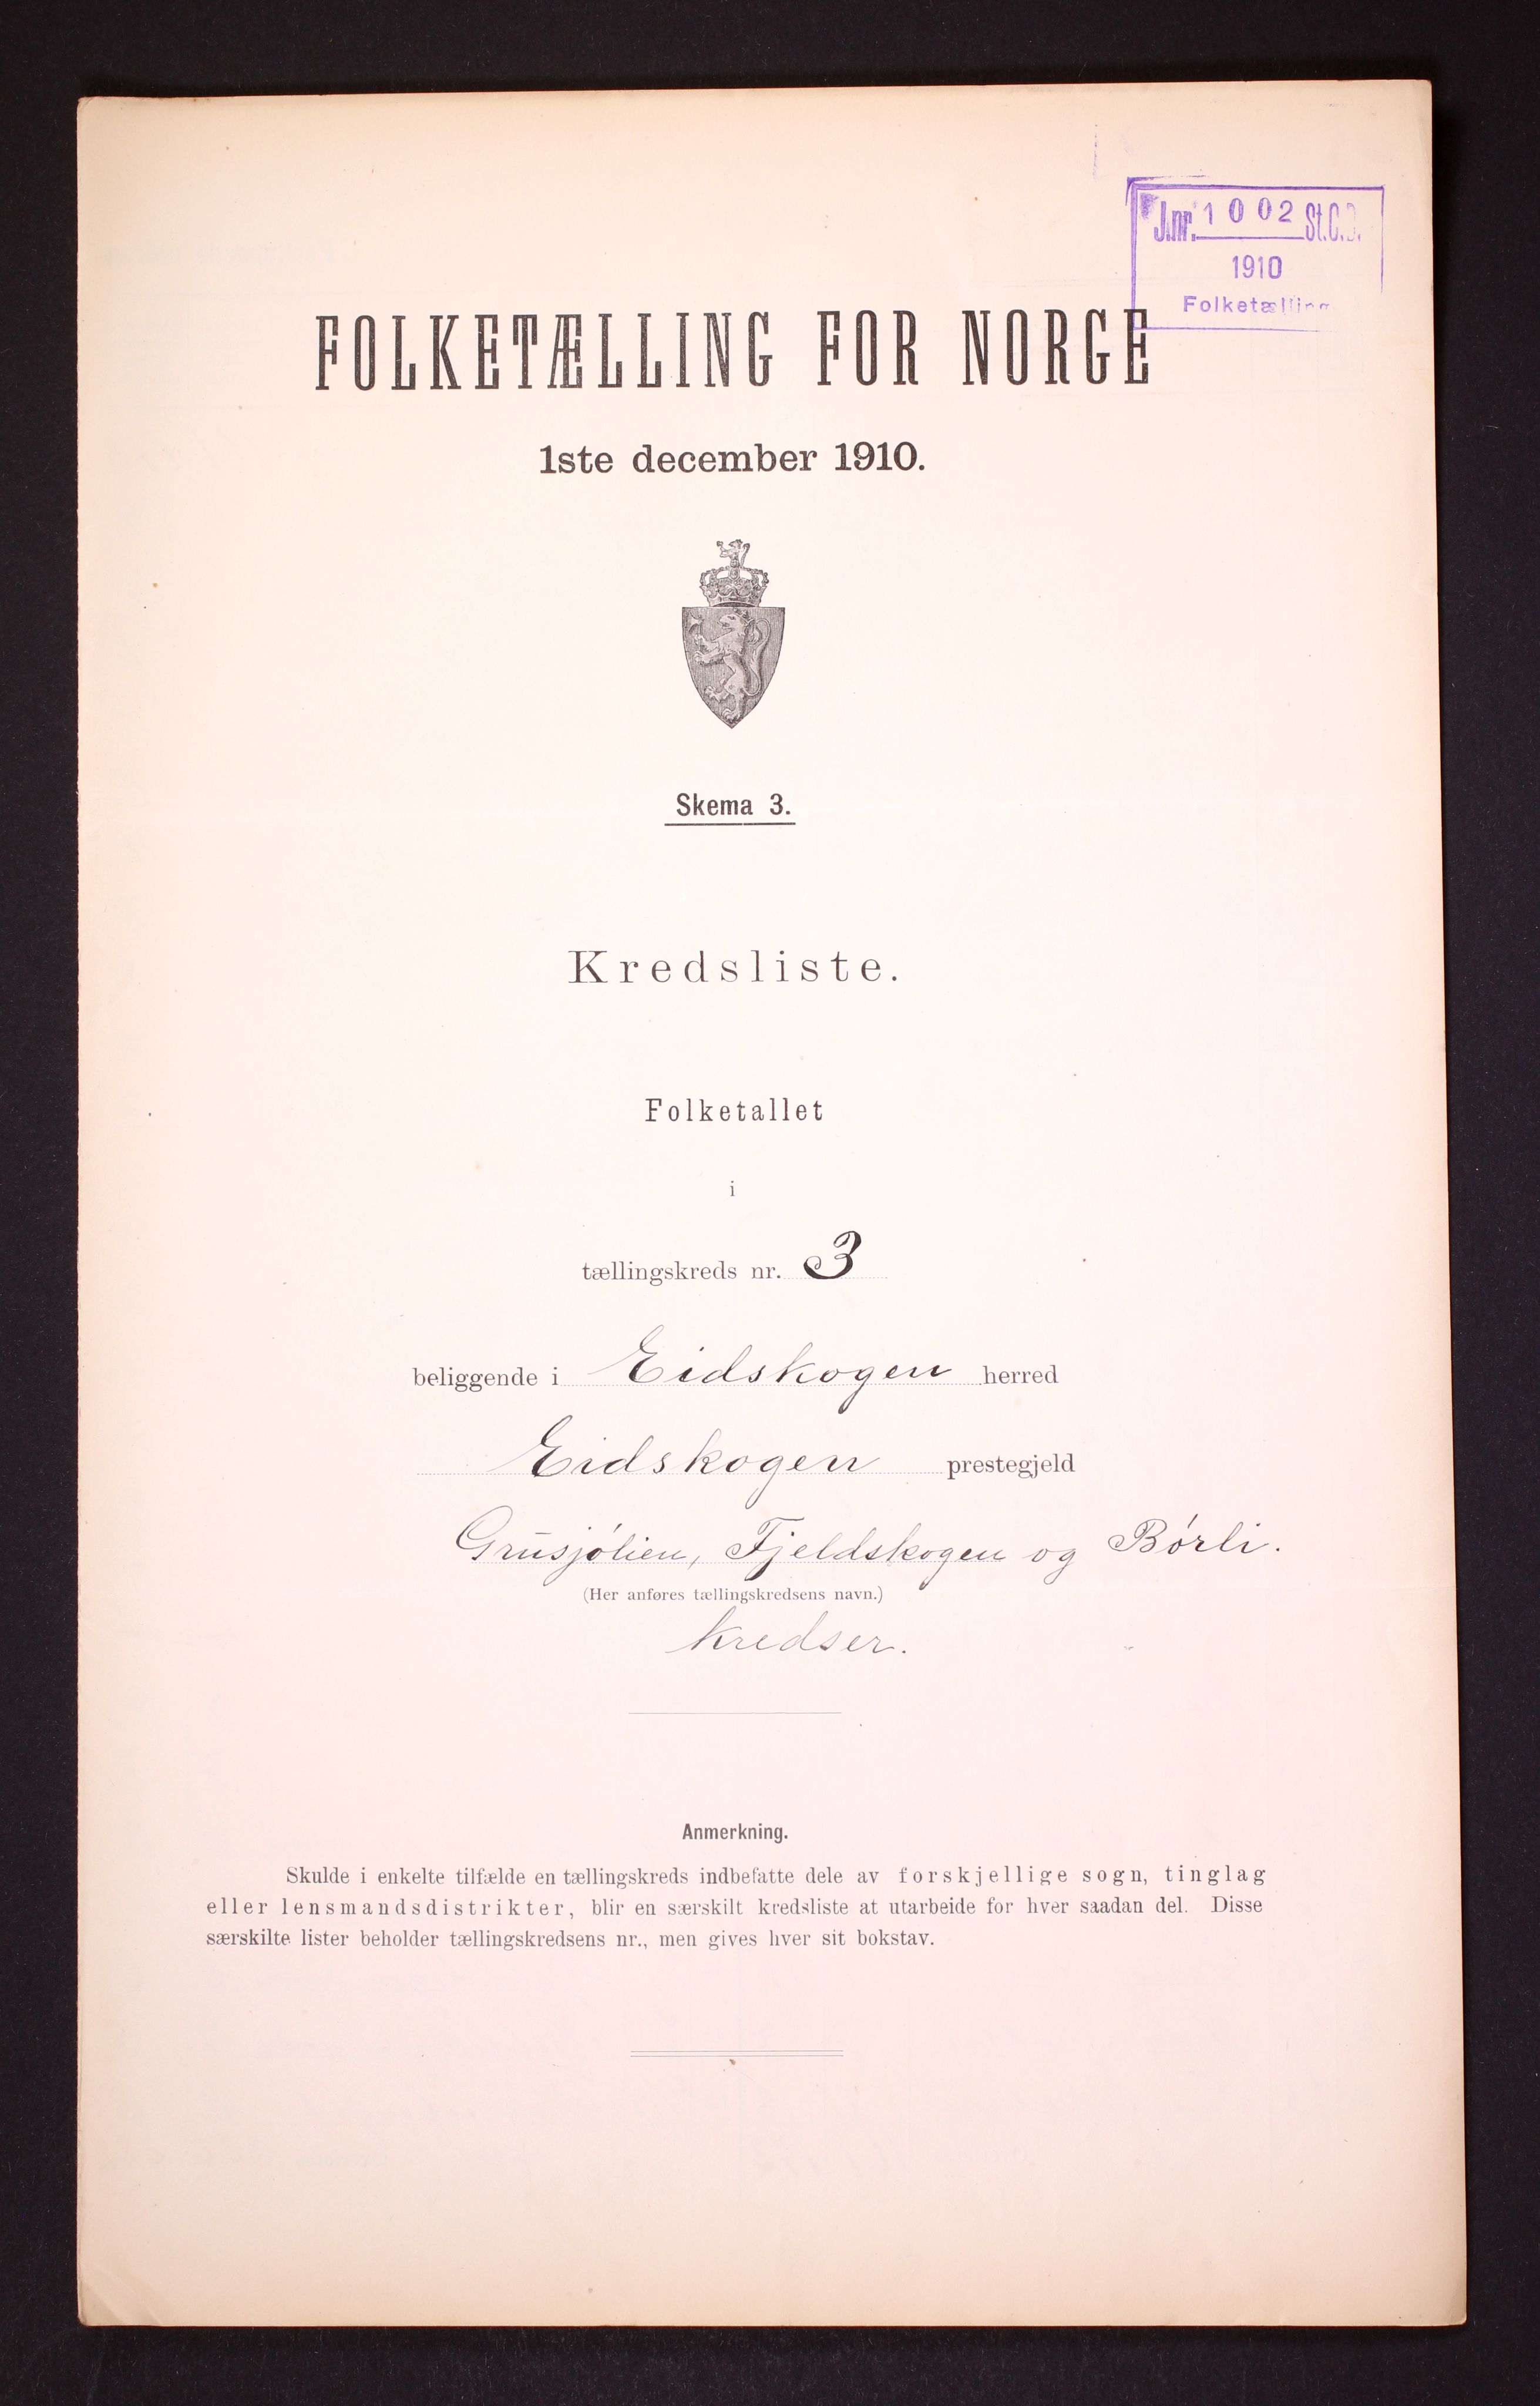 J.nr. 1002 St.C.B.
1910
Folketælling
FOLKETÆLLING FOR NORGE
1ste december 1910.
Skema 3.
Kredsliste.
Folketallet
i
tællingskreds nr. 3
beliggende i Eidskogen herred
Eidskogen prestegjeld
Grusjølien, Fjeldskogen og Børli.
(Her anføres tællingskredsens navn.)
kredser.
Anmerkning.
Skulde i enkelte tilfælde en tællingskreds indbefatte dele av forskjellige sogn, tinglag
eller lensmandsdistrikter, blir en særskilt kredsliste at utarbeide for hver saadan del. Disse
særskilte lister beholder tællingskredsens nr., men gives hver sit bokstav.